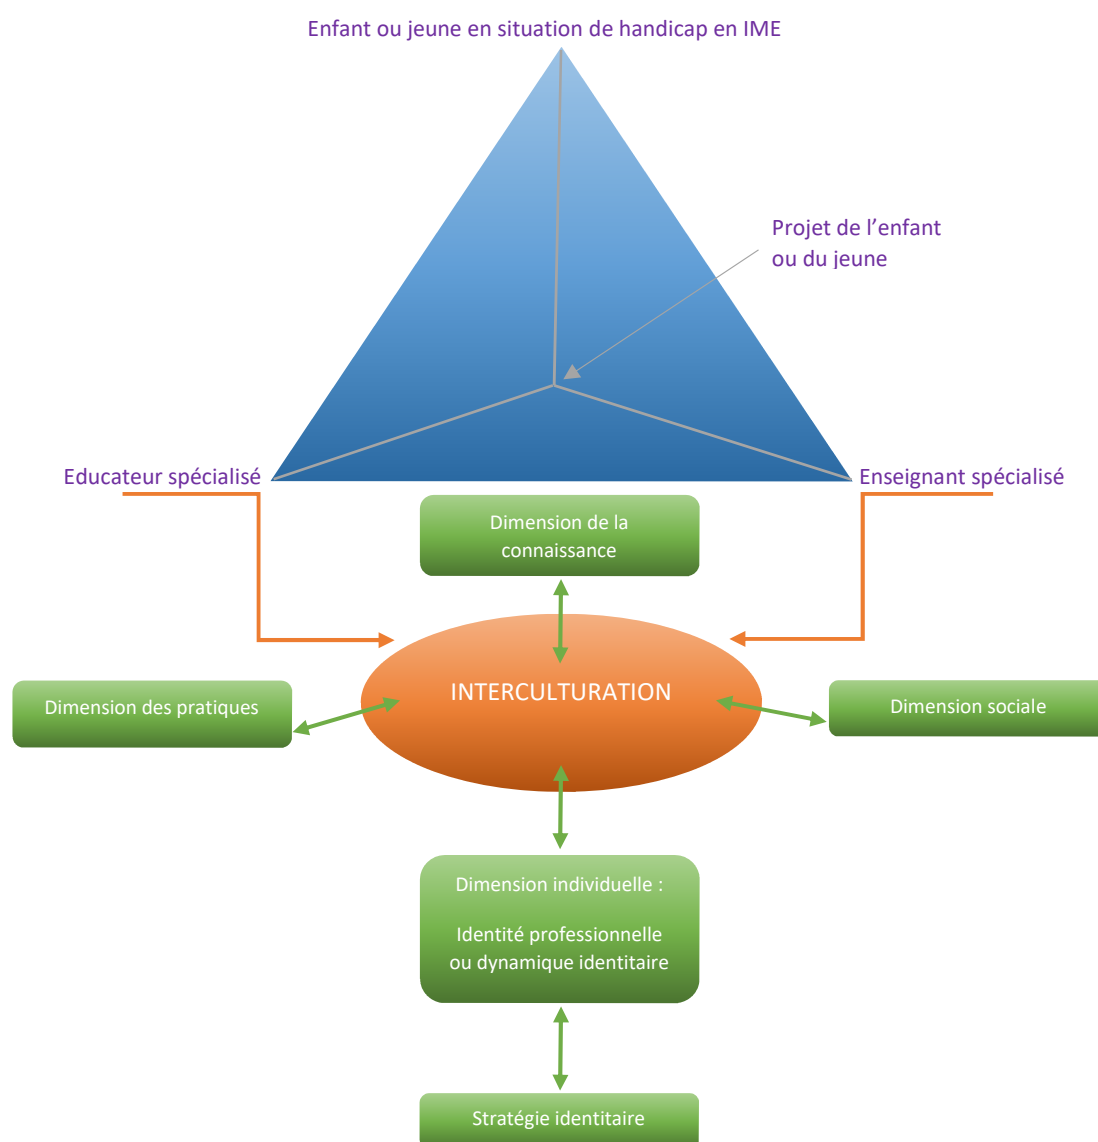 Enfant ou jeune en situation de handicap en IME
Projet de l’enfant
ou du jeune
Educateur spécialisé
Enseignant spécialisé
Dimension de la
connaissance
INTERCULTURATION
Dimension des pratiques
Dimension sociale
Dimension individuelle :
Identité professionnelle
ou dynamique identitaire
Stratégie identitaire